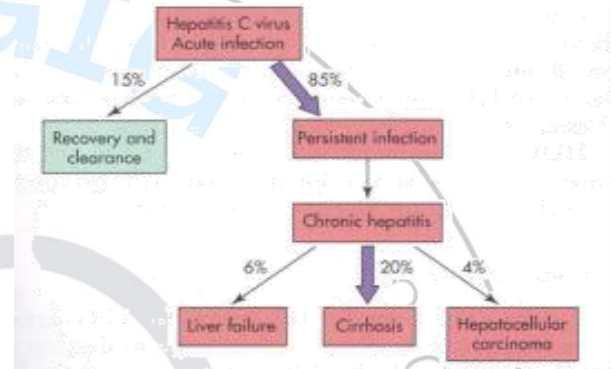 Hepatitis C virus
Acute infection
15%
85%
Recovery and
clearance
Persistent infection
Chronic hepatitis
6%
20%
4%
Liver failure
Cirrhosis
Hepatocellular
carcinoma